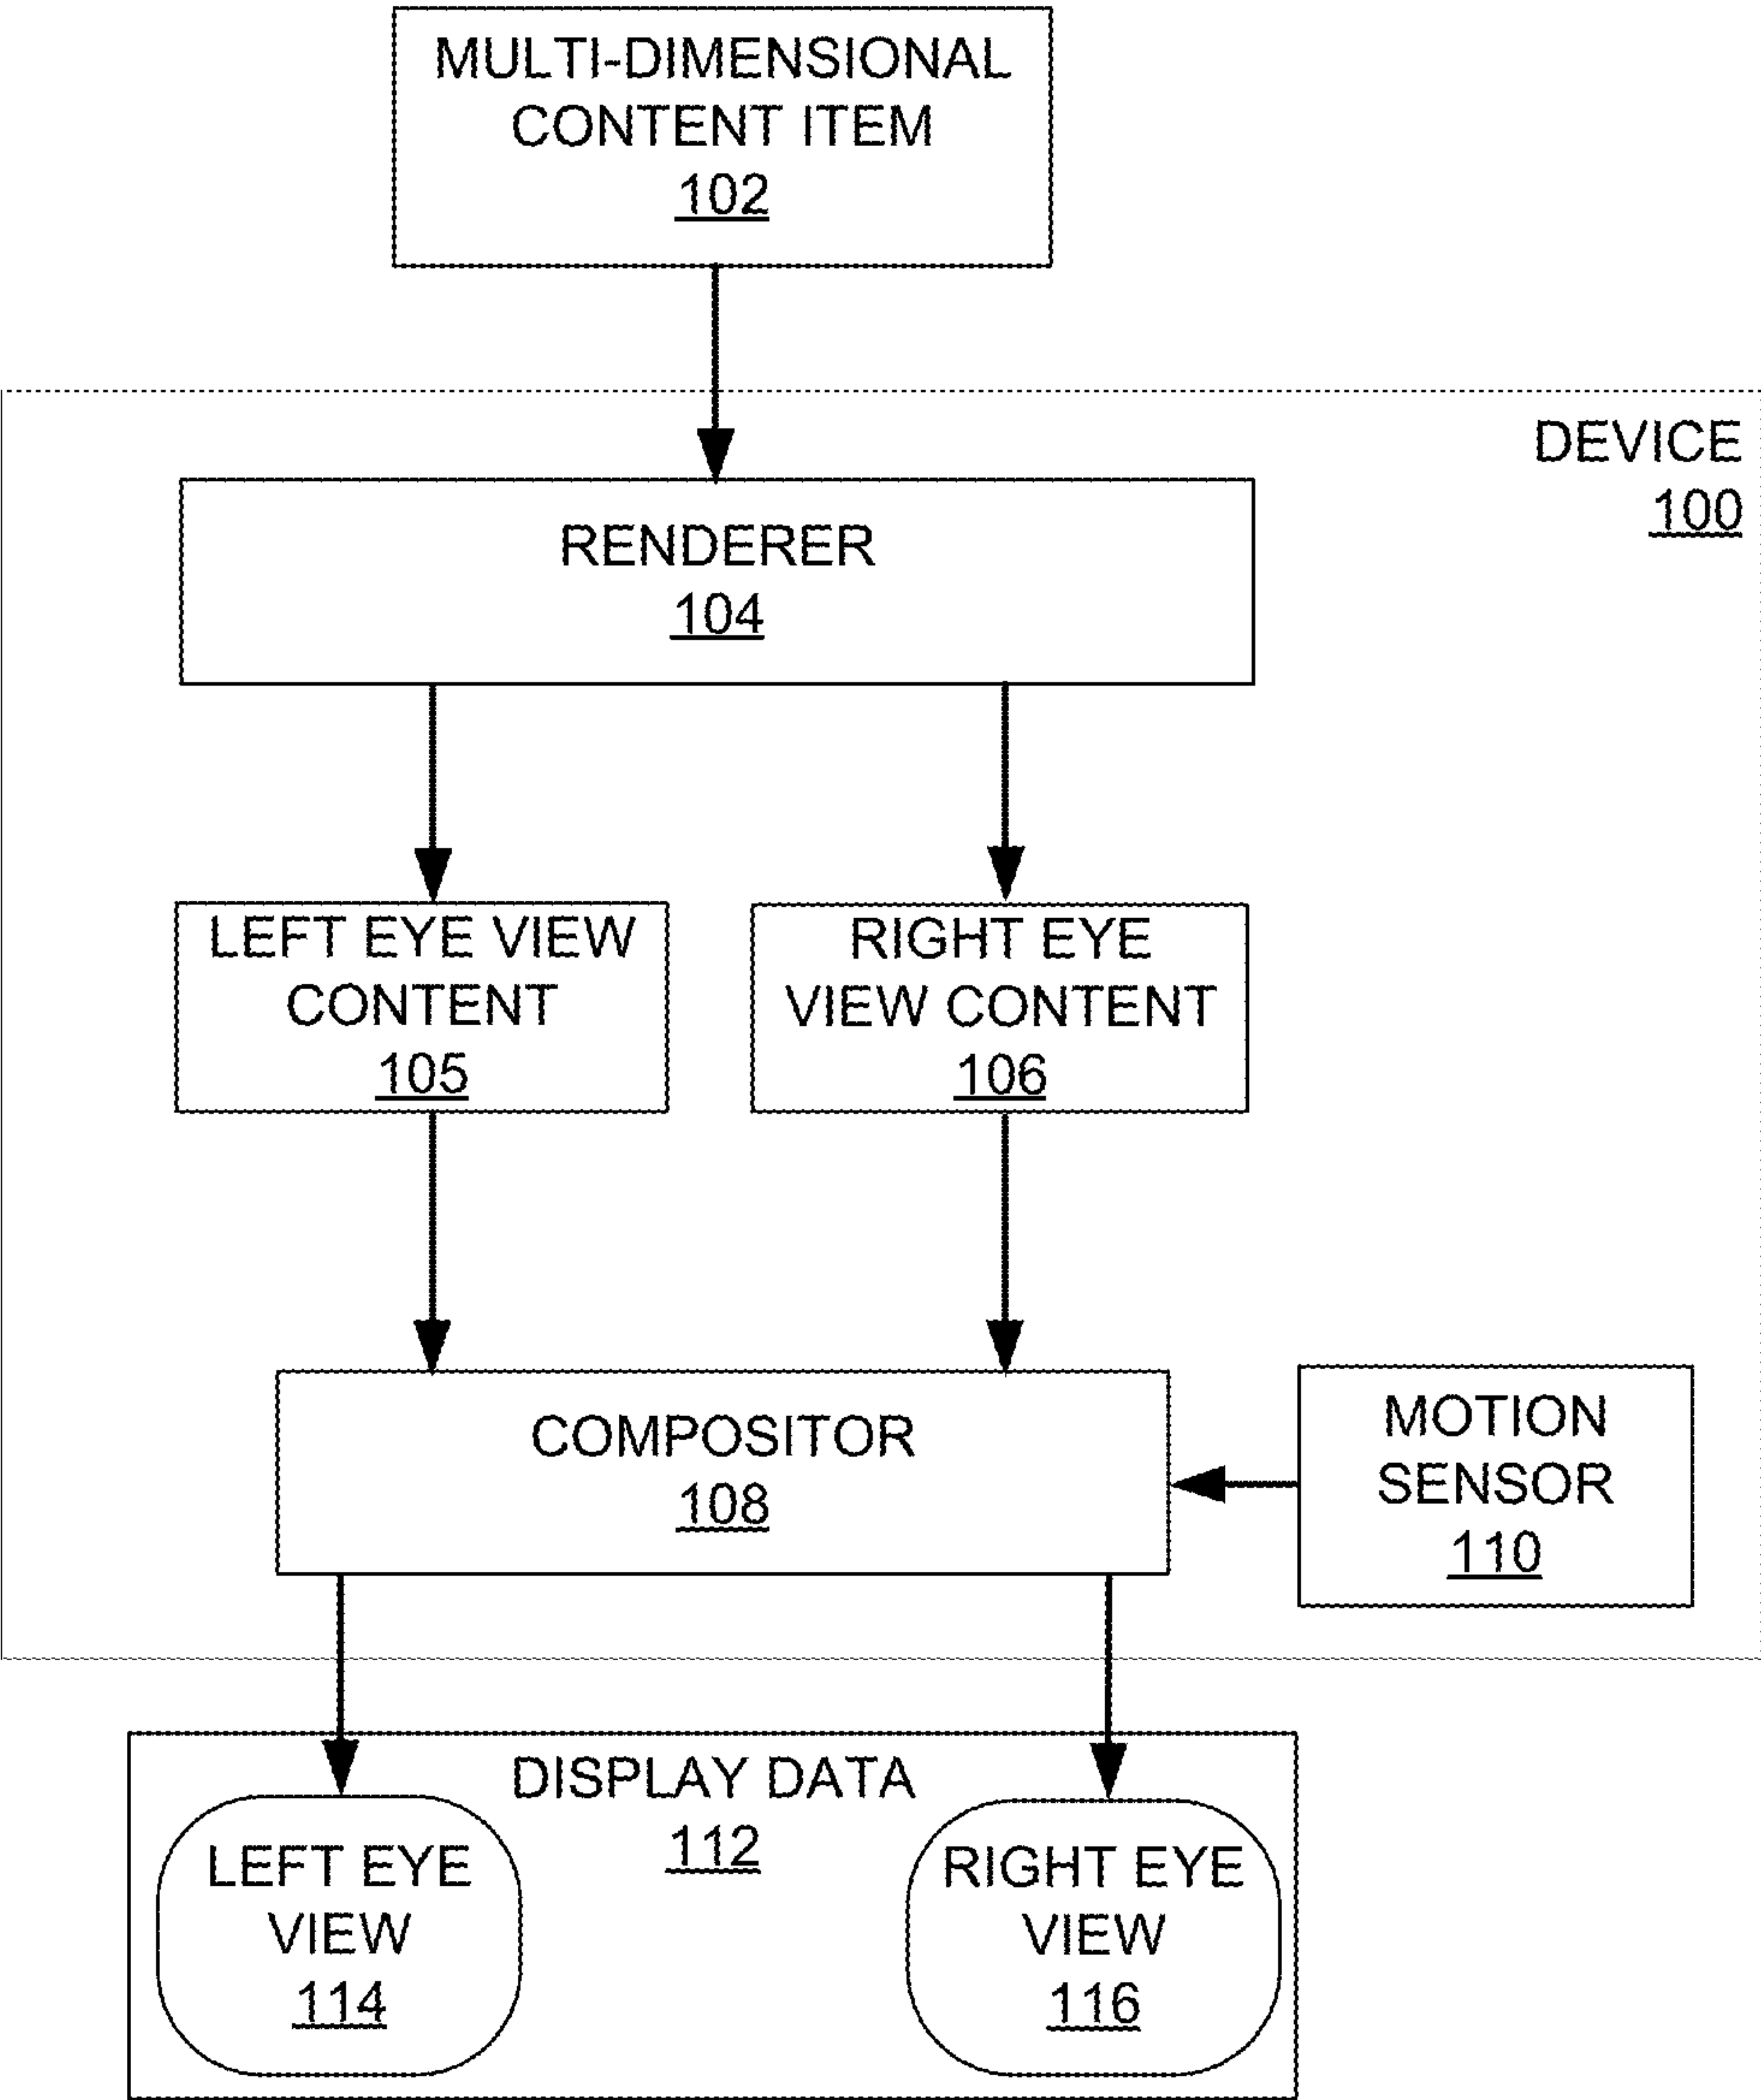 MULTI-DIMENSIONAL
CONTENT ITEM
102
DEVICE
100
RENDERER
104
LEFT EYE VIEW
CONTENT
105
RIGHT EYE
VIEW CONTENT
106
COMPOSITOR
108
MOTION
SENSOR
110
DISPLAY DATA
112
LEFT EYE
VIEW
114
RIGHT EYE
VIEW
116